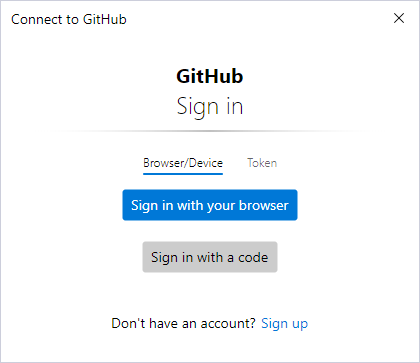 Connect to GitHub
GitHub
Sign in
Browser/Device Token
Sign in with your browser
Sign in with a code
Don't have an account? Sign up